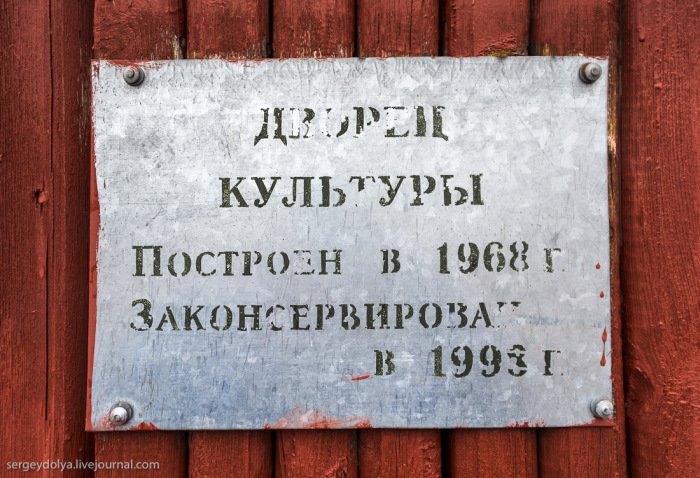 ДВОРЕЦ
КУЛЬТУРЫ
ПОСТРОЕН В 1968 Г.
ЗАКОНСЕРВИРОВАН
В 1993 Г.
sergeydolya.livejournal.com